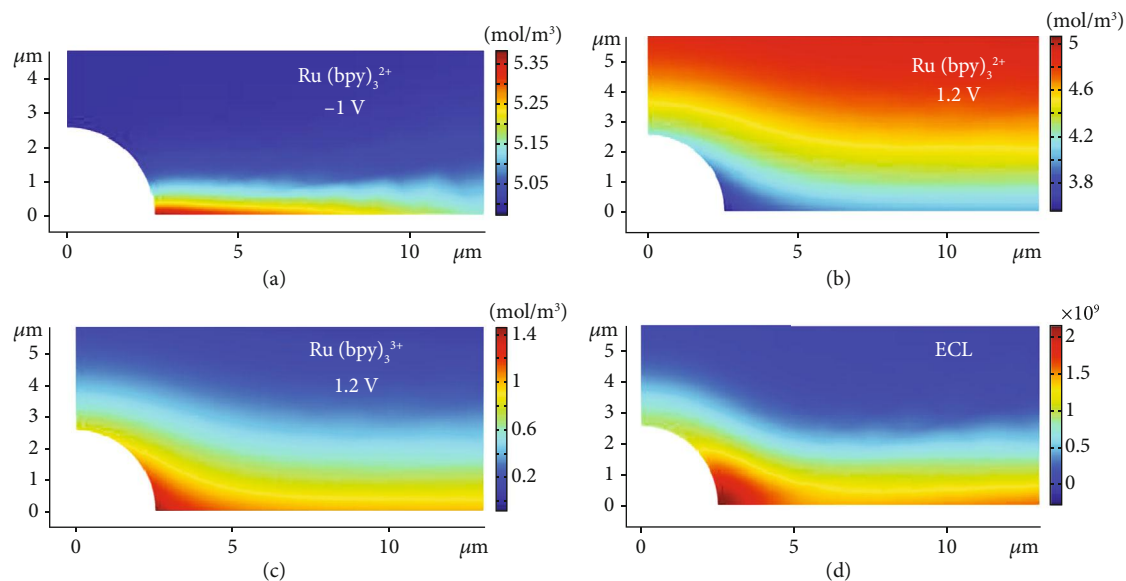 (mol/m³)
μm
4
3
2
1
0
Ru (bpy)₃²⁺
−1 V
5.35
5.25
5.15
5.05
0
5
10
μm
(a)
(mol/m³)
μm
5
4
3
2
1
0
Ru (bpy)₃²⁺
1.2 V
5
4.6
4.2
3.8
0
5
10
μm
(b)
(mol/m³)
μm
5
4
3
2
1
0
Ru (bpy)₃³⁺
1.2 V
1.4
1
0.6
0.2
0
5
10
μm
(c)
×10⁹
μm
5
4
3
2
1
0
ECL
2
1.5
1
0.5
0
0
5
10
μm
(d)